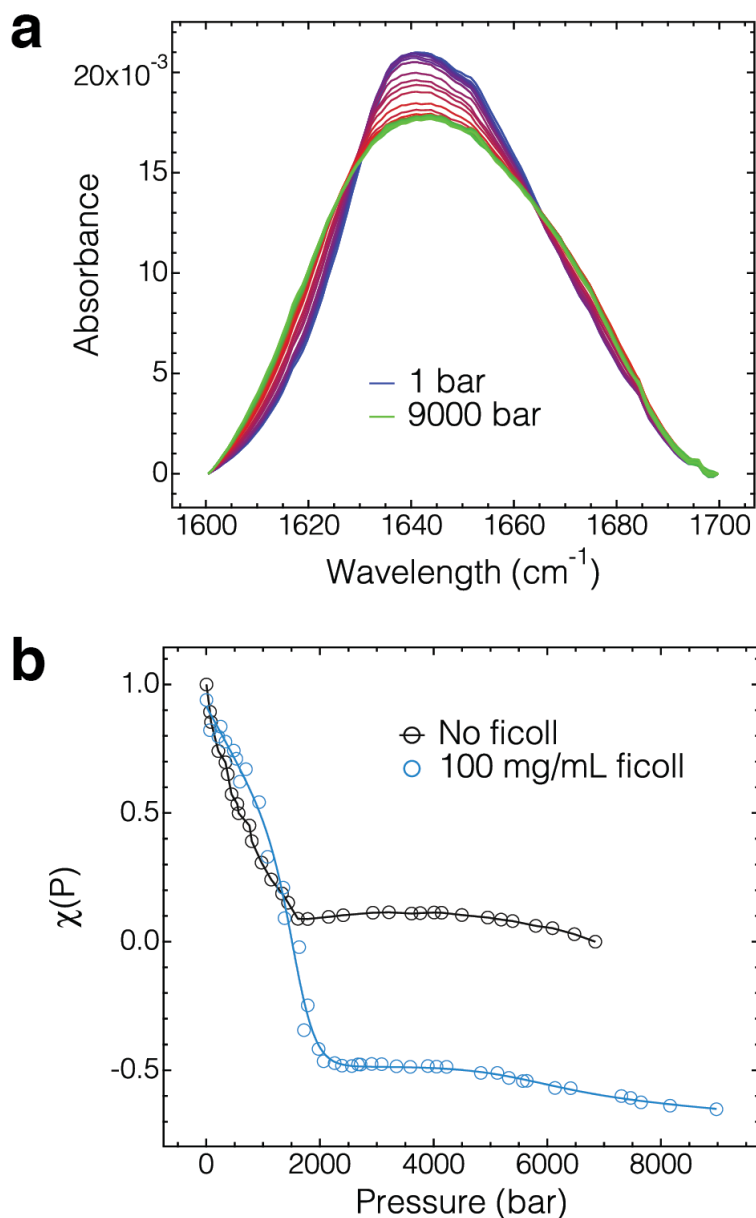 a
20x10⁻³
15
10
5
0
Absorbance
1 bar
9000 bar
1600 1620 1640 1660 1680 1700
Wavelength (cm⁻¹)
b
1.0
0.5
0.0
-0.5
χ(P)
No ficoll
100 mg/mL ficoll
0 2000 4000 6000 8000
Pressure (bar)